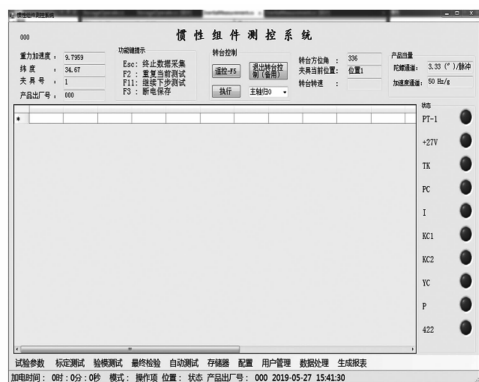 000
惯性组件测控系统
重力加速度： 9.7959
纬度： 34.67
夹具号： 1
产品出厂号： 000
功能键提示
Esc: 终止数据采集
F2 : 重复当前测试
F11: 继续下步测试
F3 : 断电保存
转台控制
遥控-F5
退出转台控制(备用)
执行
主轴归0
转台方位角： 336
夹具当前位置： 位置1
转台转速：
产品当量
陀螺通道： 3.33 (″)/脉冲
加速度通道： 50 Hz/g
状态
PT-1
+27V
TK
PC
I
KC1
KC2
YC
P
422
试验参数 标定测试 验模测试 最终检验 自动测试 存储器 配置 用户管理 数据处理 生成报表
加电时间： 0时：0分：0秒 模式： 操作项 位置： 状态 产品出厂号： 000 2019-05-27 15:41:30